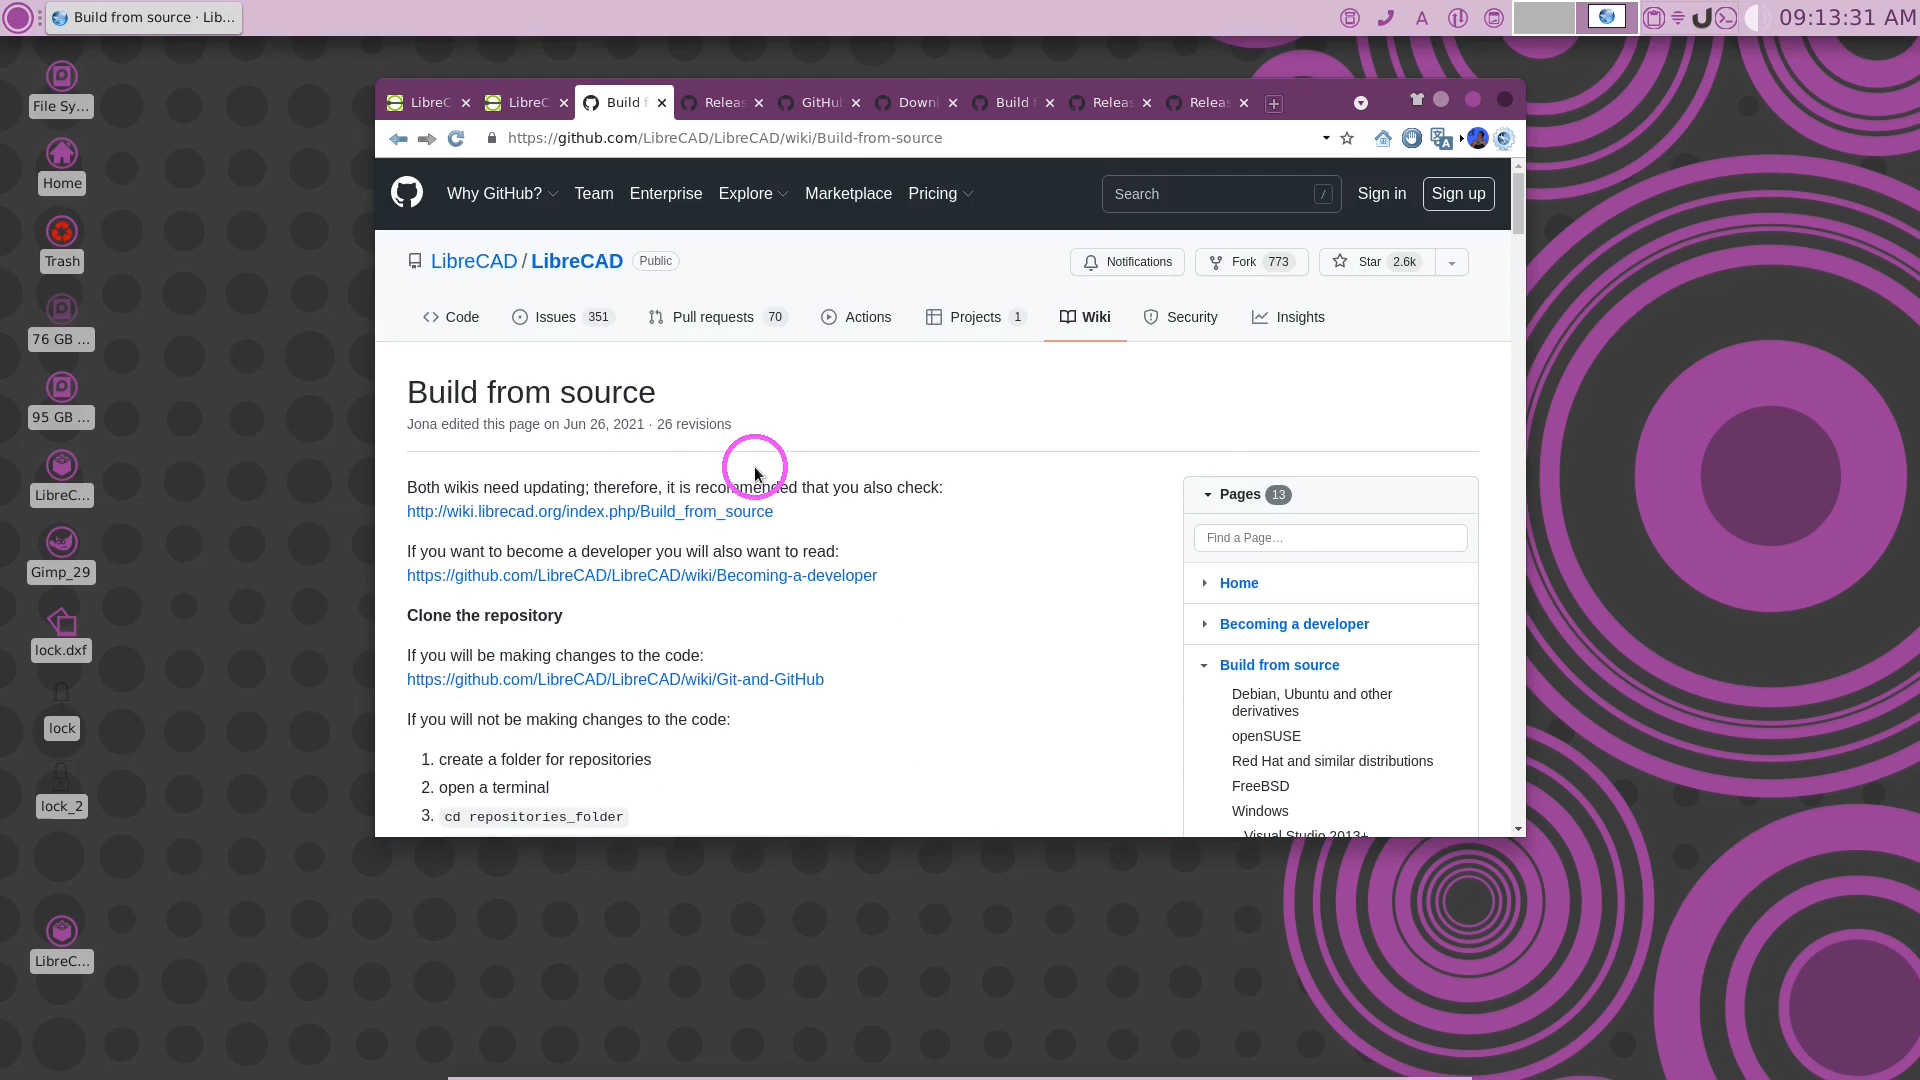 Build from source · Lib...
A
09:13:31 AM
File Sy...
Home
Trash
76 GB ...
95 GB ...
LibreC...
Gimp_29
lock.dxf
lock
lock_2
LibreC...
LibreC
LibreC
Build f
Releas
GitHu
Downl
Build
Releas
Releas
https://github.com/LibreCAD/LibreCAD/wiki/Build-from-source
Why GitHub?
Team
Enterprise
Explore
Marketplace
Pricing
Search
/
Sign in
Sign up
LibreCAD / LibreCAD
Public
Notifications
Fork 773
Star 2.6k
Code
Issues 351
Pull requests 70
Actions
Projects 1
Wiki
Security
Insights
Build from source
Jona edited this page on Jun 26, 2021 · 26 revisions
Both wikis need updating; therefore, it is recommended that you also check:
http://wiki.librecad.org/index.php/Build_from_source
If you want to become a developer you will also want to read:
https://github.com/LibreCAD/LibreCAD/wiki/Becoming-a-developer
Clone the repository
If you will be making changes to the code:
https://github.com/LibreCAD/LibreCAD/wiki/Git-and-GitHub
If you will not be making changes to the code:
1. create a folder for repositories
2. open a terminal
3. cd repositories_folder
Pages 13
Find a Page...
Home
Becoming a developer
Build from source
Debian, Ubuntu and other
derivatives
openSUSE
Red Hat and similar distributions
FreeBSD
Windows
Visual Studio 2013+